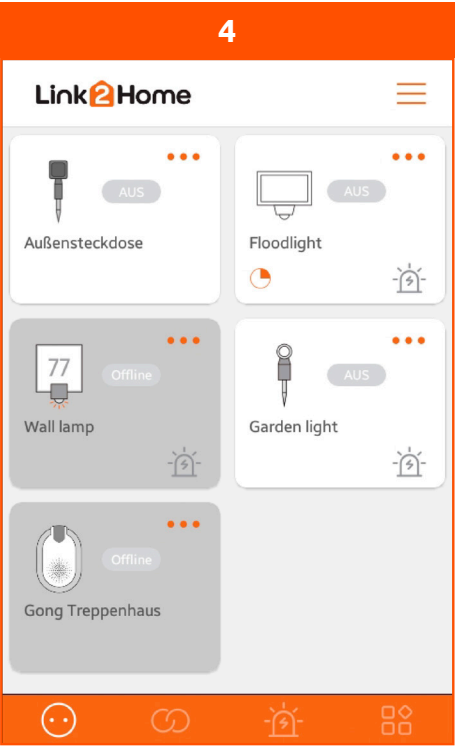 4
Link2Home
AUS
Außensteckdose
AUS
Floodlight
77
Offline
Wall lamp
AUS
Garden light
Offline
Gong Treppenhaus